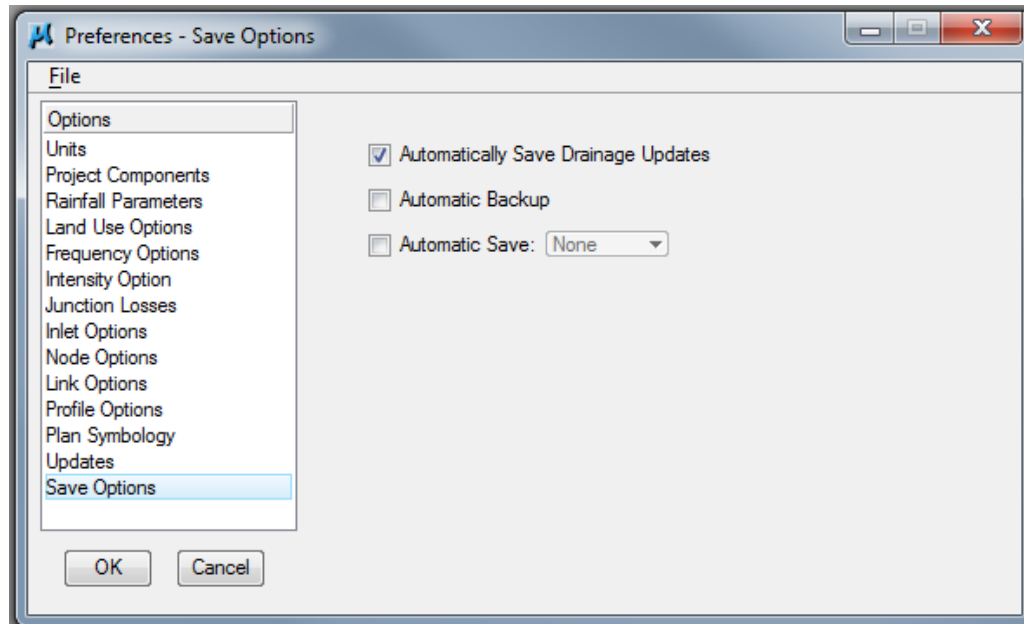 Preferences - Save Options
File
Options
Units
Project Components
Rainfall Parameters
Land Use Options
Frequency Options
Intensity Option
Junction Losses
Inlet Options
Node Options
Link Options
Profile Options
Plan Symbology
Updates
Save Options
Automatically Save Drainage Updates
Automatic Backup
Automatic Save: None
OK Cancel